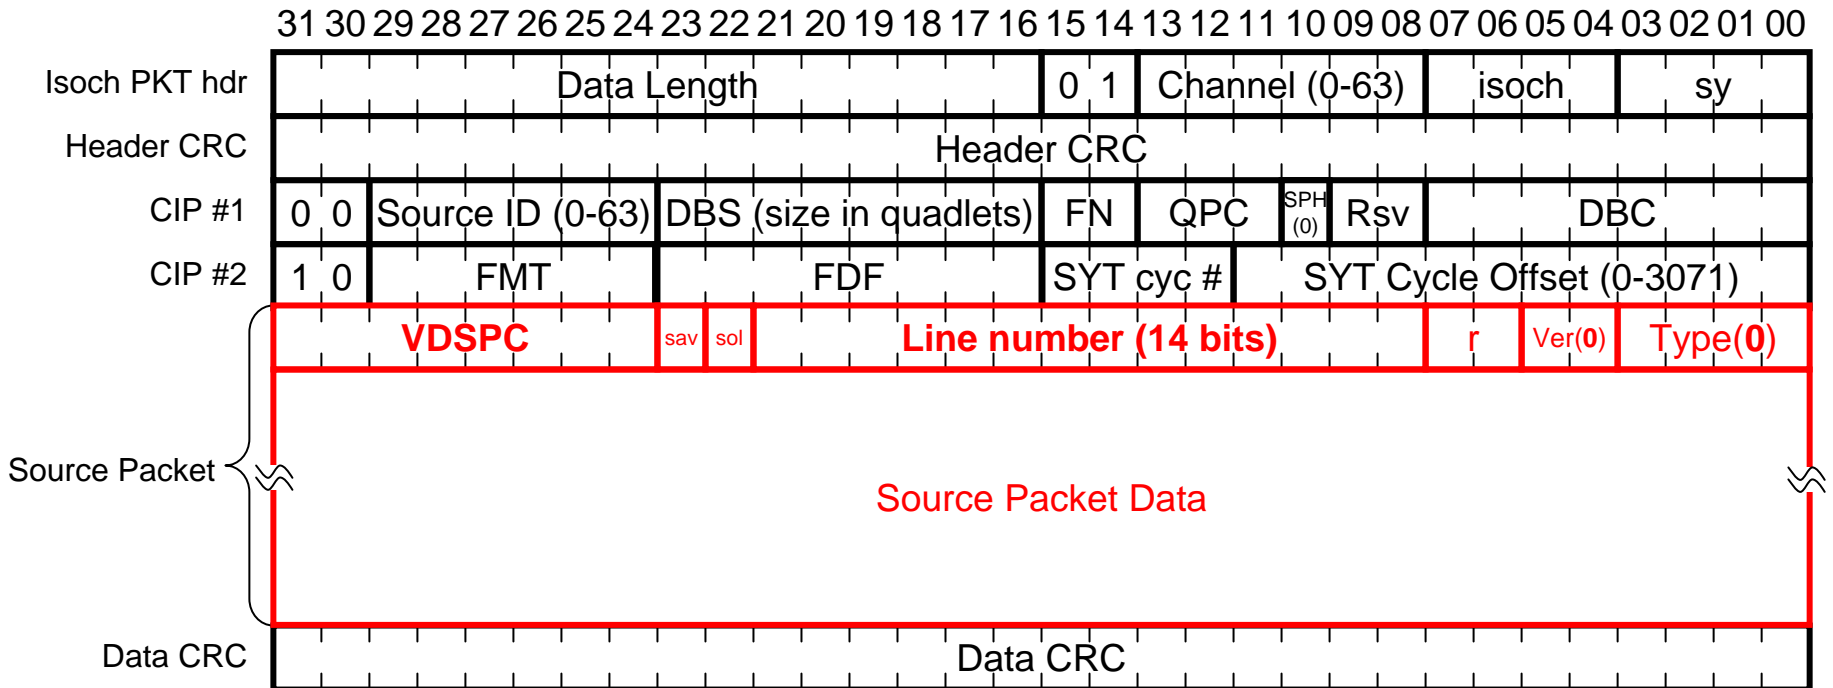 31 30 29 28 27 26 25 24 23 22 21 20 19 18 17 16 15 14 13 12 11 10 09 08 07 06 05 04 03 02 01 00
Isoch PKT hdr Data Length 0 1 Channel (0-63) isoch sy
Header CRC Header CRC
CIP #1 0 0 Source ID (0-63) DBS (size in quadlets) FN QPC SPH (0) Rsv DBC
CIP #2 1 0 FMT FDF SYT cyc # SYT Cycle Offset (0-3071)
VDSPC sav sol Line number (14 bits) r Ver(0) Type(0)
Source Packet
Source Packet Data
Data CRC Data CRC